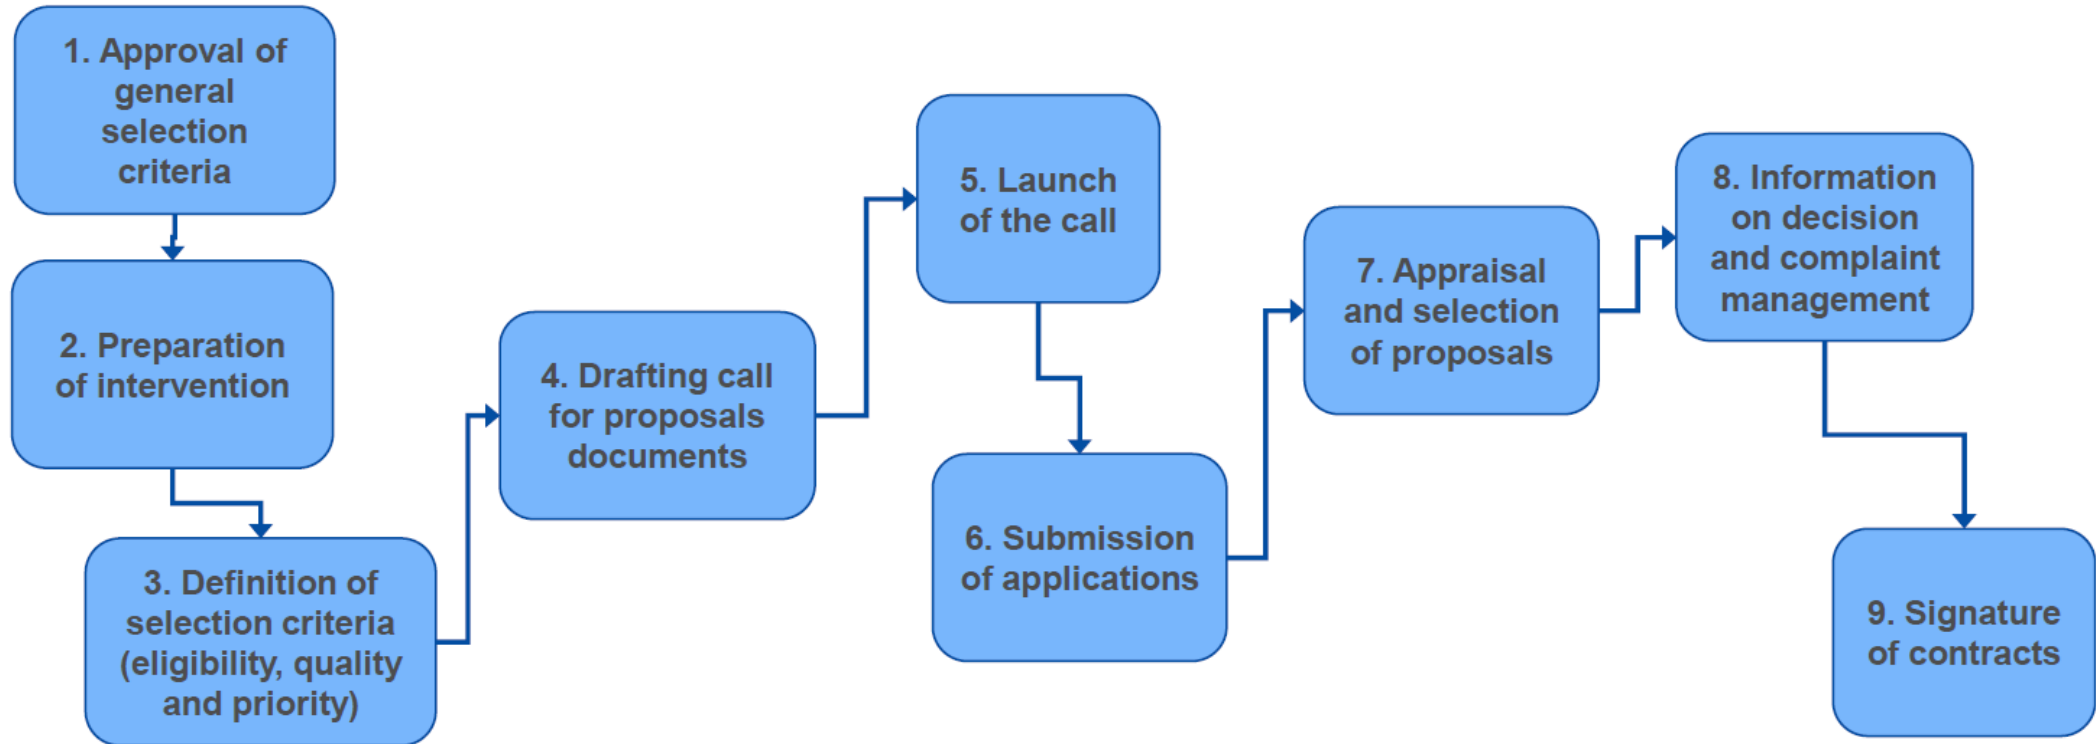 1. Approval of
general
selection
criteria
2. Preparation
of intervention
3. Definition of
selection criteria
(eligibility, quality
and priority)
4. Drafting call
for proposals
documents
5. Launch
of the call
6. Submission
of applications
7. Appraisal
and selection
of proposals
8. Information
on decision
and complaint
management
9. Signature
of contracts